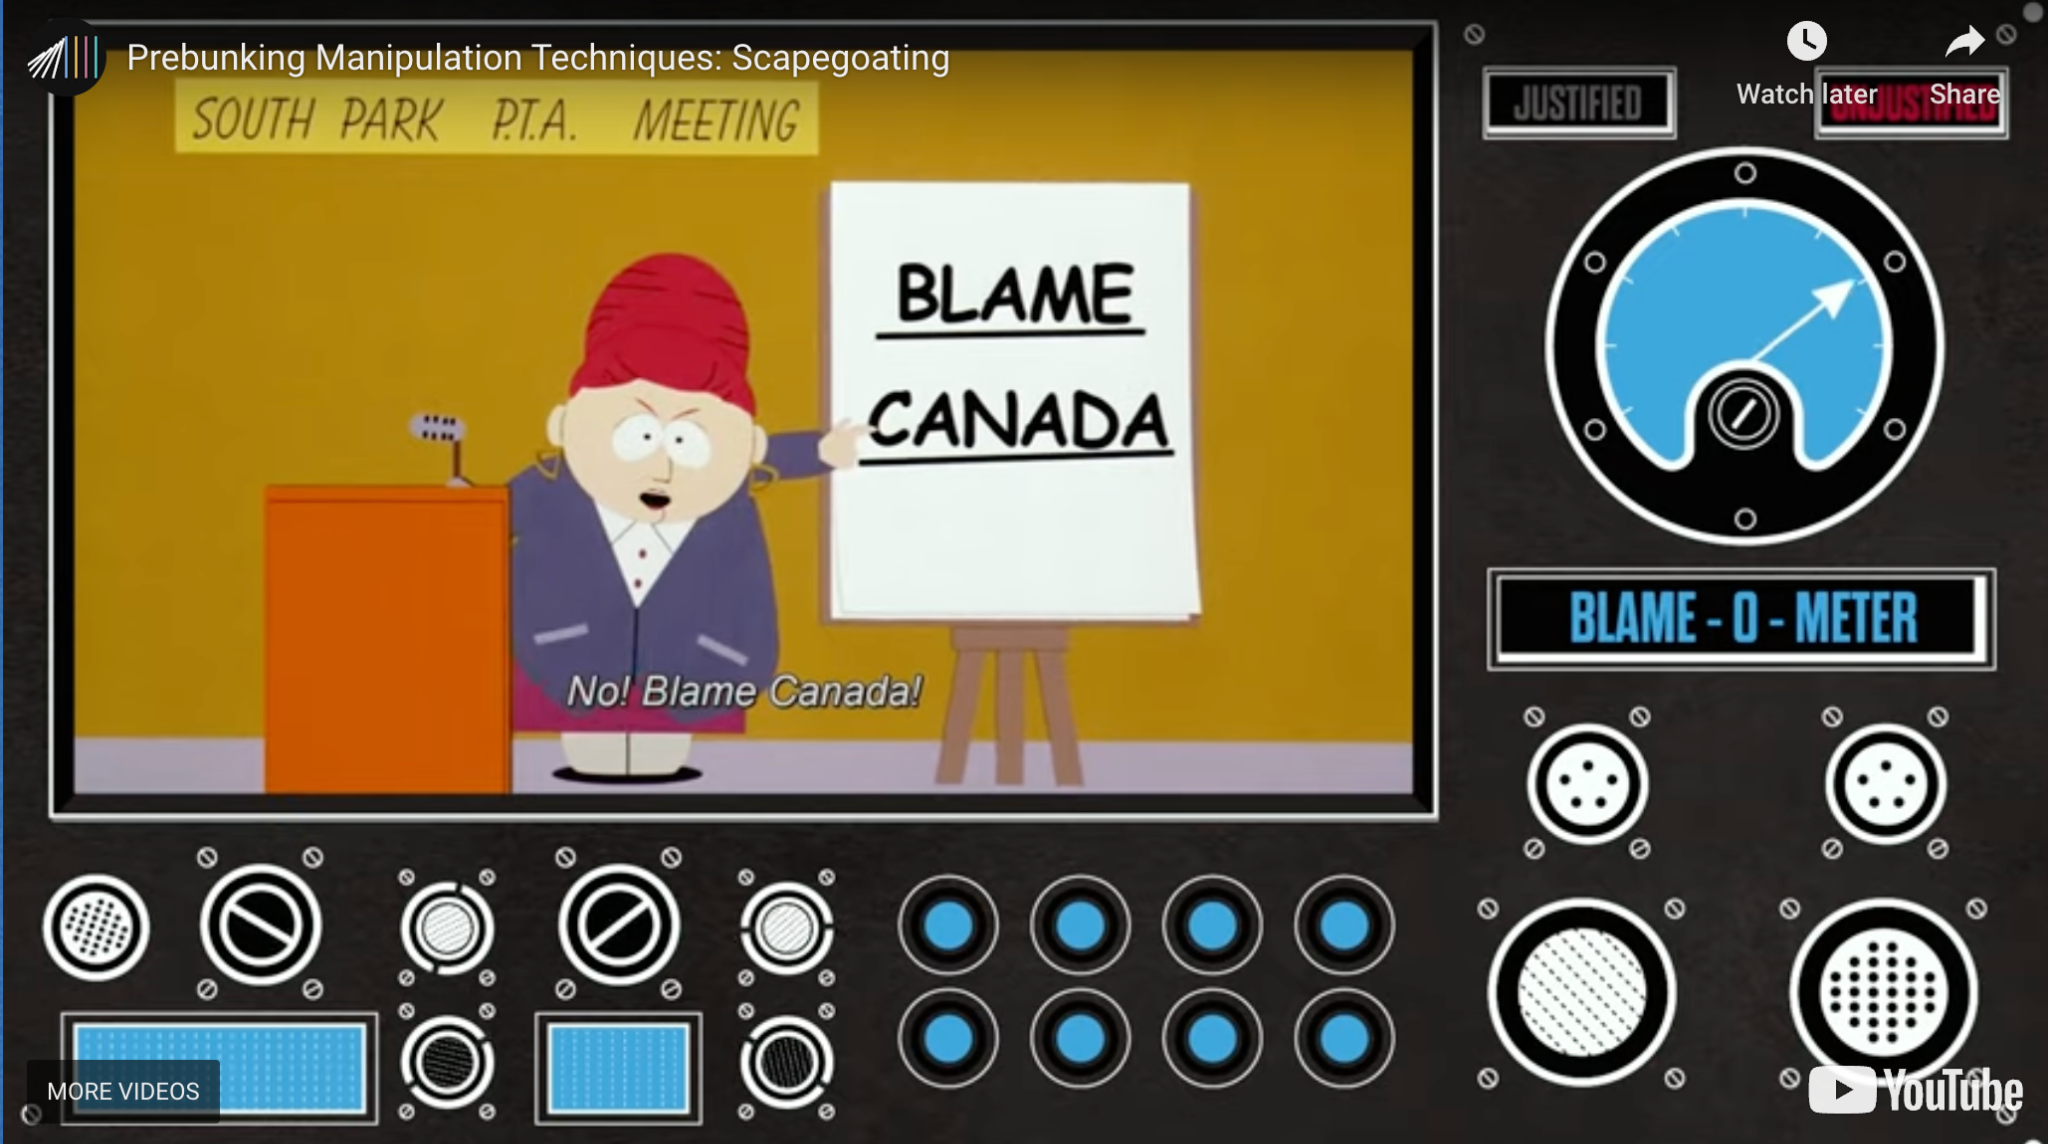 Prebunking Manipulation Techniques: Scapegoating
Watch later
Share
SOUTH PARK P.T.A. MEETING
JUSTIFIED
UNJUSTIFIED
BLAME
CANADA
No! Blame Canada!
BLAME - O - METER
MORE VIDEOS
YouTube